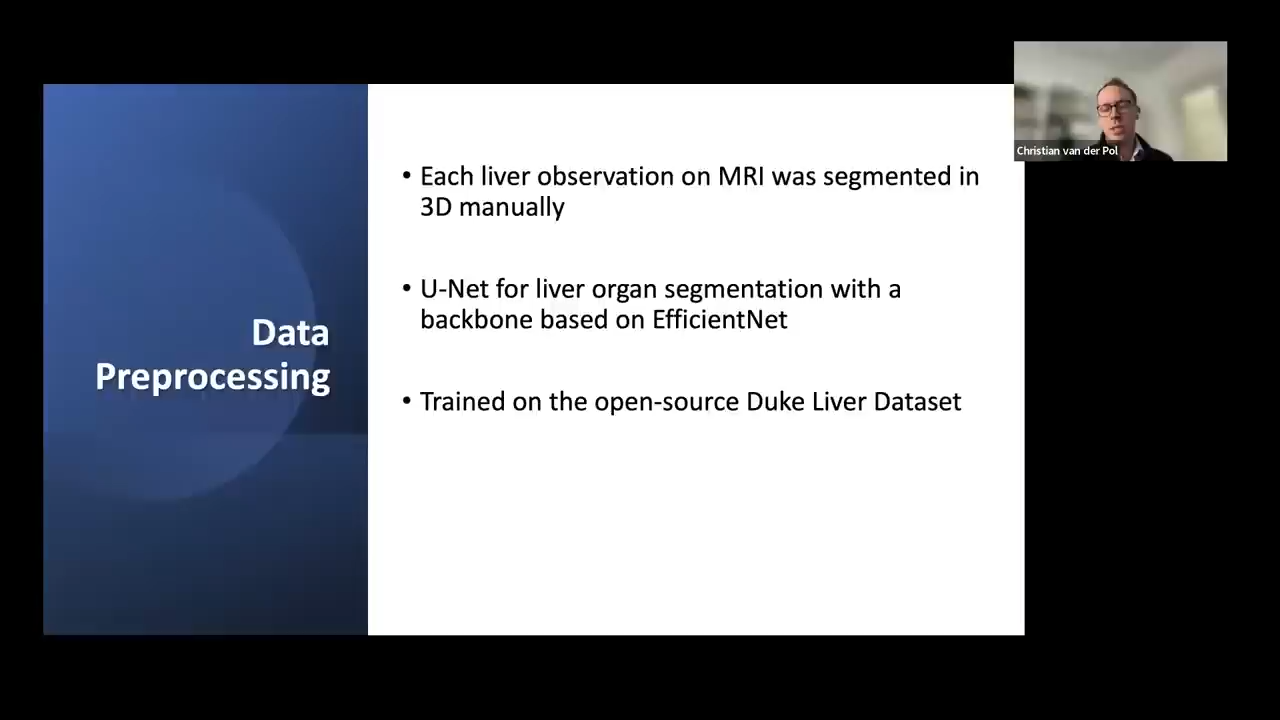 Data
Preprocessing
• Each liver observation on MRI was segmented in
3D manually
• U-Net for liver organ segmentation with a
backbone based on EfficientNet
• Trained on the open-source Duke Liver Dataset
Christian van der Pol